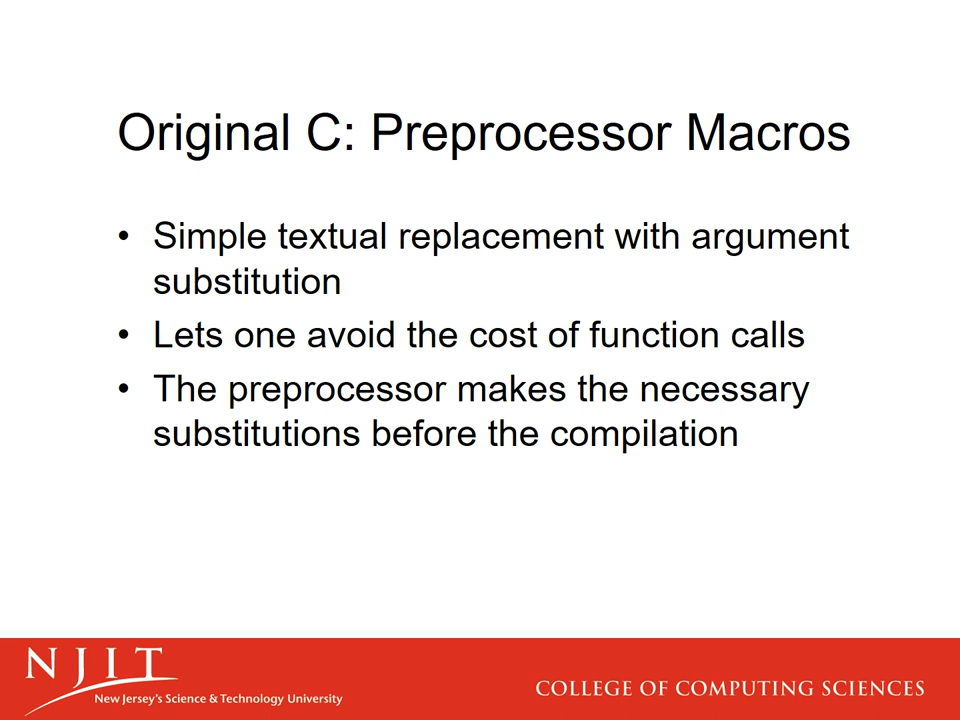 Original C: Preprocessor Macros
• Simple textual replacement with argument
substitution
• Lets one avoid the cost of function calls
• The preprocessor makes the necessary
substitutions before the compilation
NJIT
New Jersey's Science & Technology University
COLLEGE OF COMPUTING SCIENCES